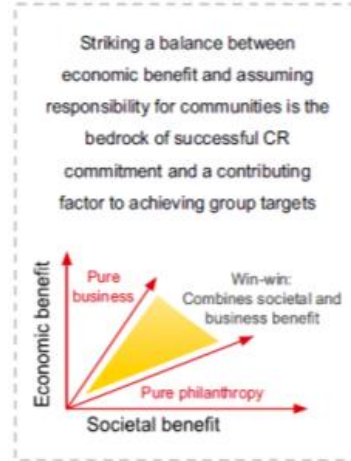 Striking a balance between
economic benefit and assuming
responsibility for communities is the
bedrock of successful CR
commitment and a contributing
factor to achieving group targets
Economic benefit
Pure
business
Win-win:
Combines societal and
business benefit
Pure philanthropy
Societal benefit